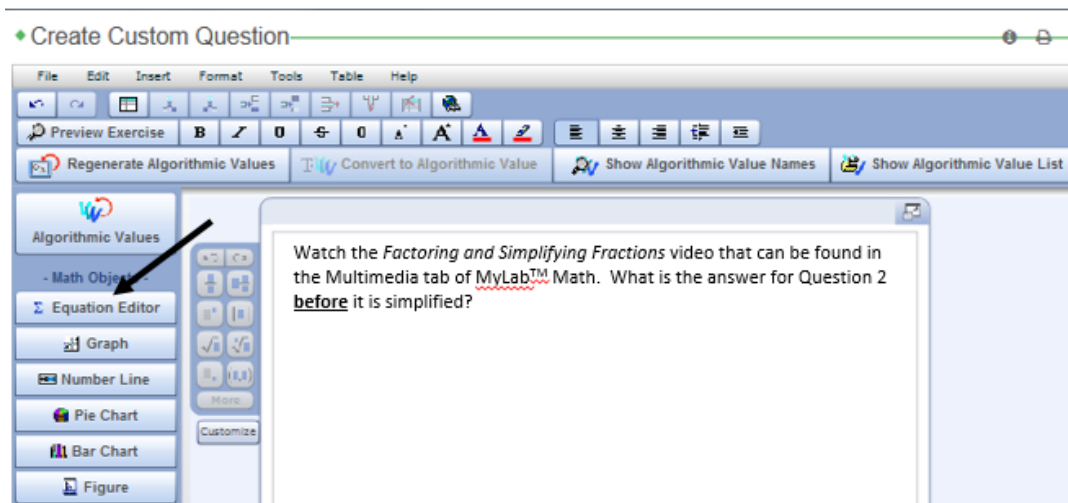 Create Custom Question
File Edit Insert Format Tools Table Help
Preview Exercise B I U S 0 A A A
Regenerate Algorithmic Values Convert to Algorithmic Value Show Algorithmic Value Names Show Algorithmic Value List
Algorithmic Values
- Math Objects -
Σ Equation Editor
Graph
Number Line
Pie Chart
Bar Chart
Figure
More
Customize
Watch the Factoring and Simplifying Fractions video that can be found in
the Multimedia tab of MyLab™ Math. What is the answer for Question 2
before it is simplified?